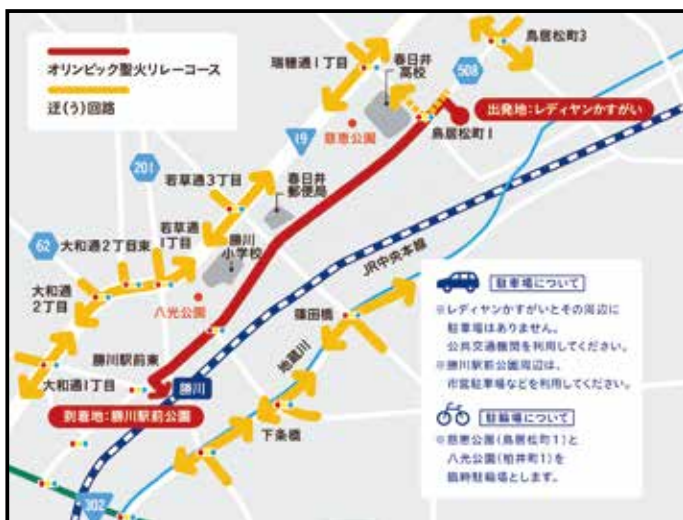 オリンピック聖火リレーコース
迂(う)回路
瑞穂通1丁目
春日井
高校
508
鳥居松町3
出発地:レディヤンかすがい
鳥居松町1
慈恵公園
19
201
若草通3丁目
春日井
郵便局
若草通
1丁目
勝川
小学校
62
大和通2丁目東
大和通
2丁目
八光公園
JR中央本線
篠田橋
地蔵川
勝川駅前東
大和通1丁目
勝川
到着地:勝川駅前公園
下条橋
302
駐車場について
※レディヤンかすがいとその周辺に
駐車場はありません。
公共交通機関を利用してください。
※勝川駅前公園周辺は、
市営駐車場などを利用してください。
駐輪場について
※慈恵公園(鳥居松町1)と
八光公園(柏井町1)を
臨時駐輪場とします。